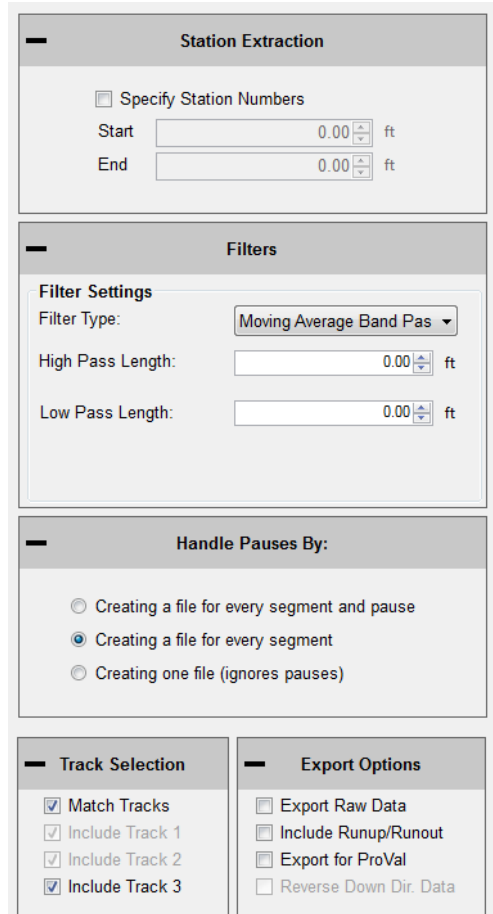 Station Extraction
Specify Station Numbers
Start 0.00 ft
End 0.00 ft
Filters
Filter Settings
Filter Type: Moving Average Band Pas
High Pass Length: 0.00 ft
Low Pass Length: 0.00 ft
Handle Pauses By:
Creating a file for every segment and pause
Creating a file for every segment
Creating one file (ignores pauses)
Track Selection
Match Tracks
Include Track 1
Include Track 2
Include Track 3
Export Options
Export Raw Data
Include Runup/Runout
Export for ProVal
Reverse Down Dir. Data